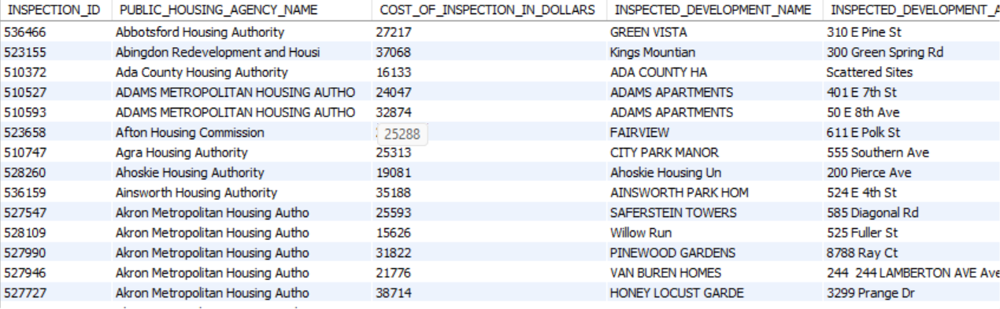 INSPECTION_ID PUBLIC_HOUSING_AGENCY_NAME COST_OF_INSPECTION_IN_DOLLARS INSPECTED_DEVELOPMENT_NAME INSPECTED_DEVELOPMENT_A
536466 Abbotsford Housing Authority 27217 GREEN VISTA 310 E Pine St
523155 Abingdon Redevelopment and Housi 37068 Kings Mountian 300 Green Spring Rd
510372 Ada County Housing Authority 16133 ADA COUNTY HA Scattered Sites
510527 ADAMS METROPOLITAN HOUSING AUTHO 24047 ADAMS APARTMENTS 401 E 7th St
510593 ADAMS METROPOLITAN HOUSING AUTHO 32874 ADAMS APARTMENTS 50 E 8th Ave
523658 Afton Housing Commission 25288 FAIRVIEW 611 E Polk St
510747 Agra Housing Authority 25313 CITY PARK MANOR 555 Southern Ave
528260 Ahoskie Housing Authority 19081 Ahoskie Housing Un 200 Pierce Ave
536159 Ainsworth Housing Authority 35188 AINSWORTH PARK HOM 524 E 4th St
527547 Akron Metropolitan Housing Autho 25593 SAFERSTEIN TOWERS 585 Diagonal Rd
528109 Akron Metropolitan Housing Autho 15626 Willow Run 525 Fuller St
527990 Akron Metropolitan Housing Autho 31822 PINEWOOD GARDENS 8788 Ray Ct
527946 Akron Metropolitan Housing Autho 21776 VAN BUREN HOMES 244 244 LAMBERTON AVE Ave
527727 Akron Metropolitan Housing Autho 38714 HONEY LOCUST GARDE 3299 Prange Dr